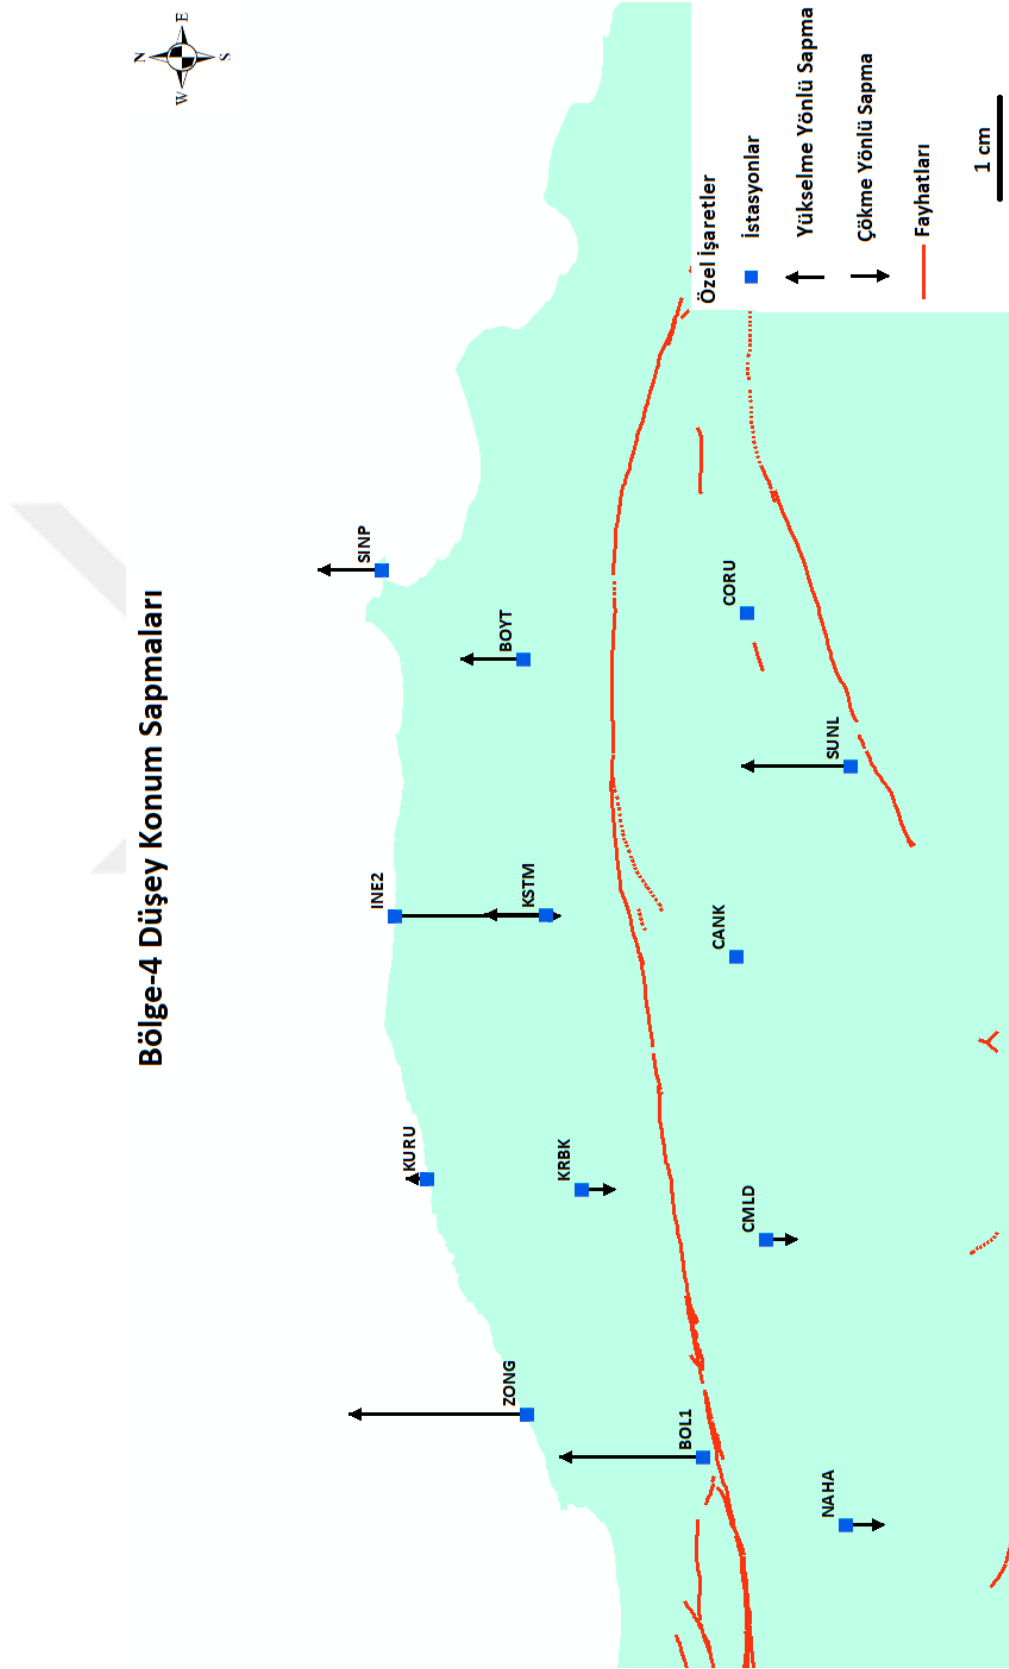 Bölge-4 Düşey Konum Sapmaları
N
W
E
S
SINP
BOYT
INE2
KSTM
KURU
KRBK
ZONG
BOL1
CORU
SUNL
CANK
CMLD
NAHA
Özel İşaretler
İstasyonlar
Yükselme Yönlü Sapma
Çökme Yönlü Sapma
Fayhatları
1 cm